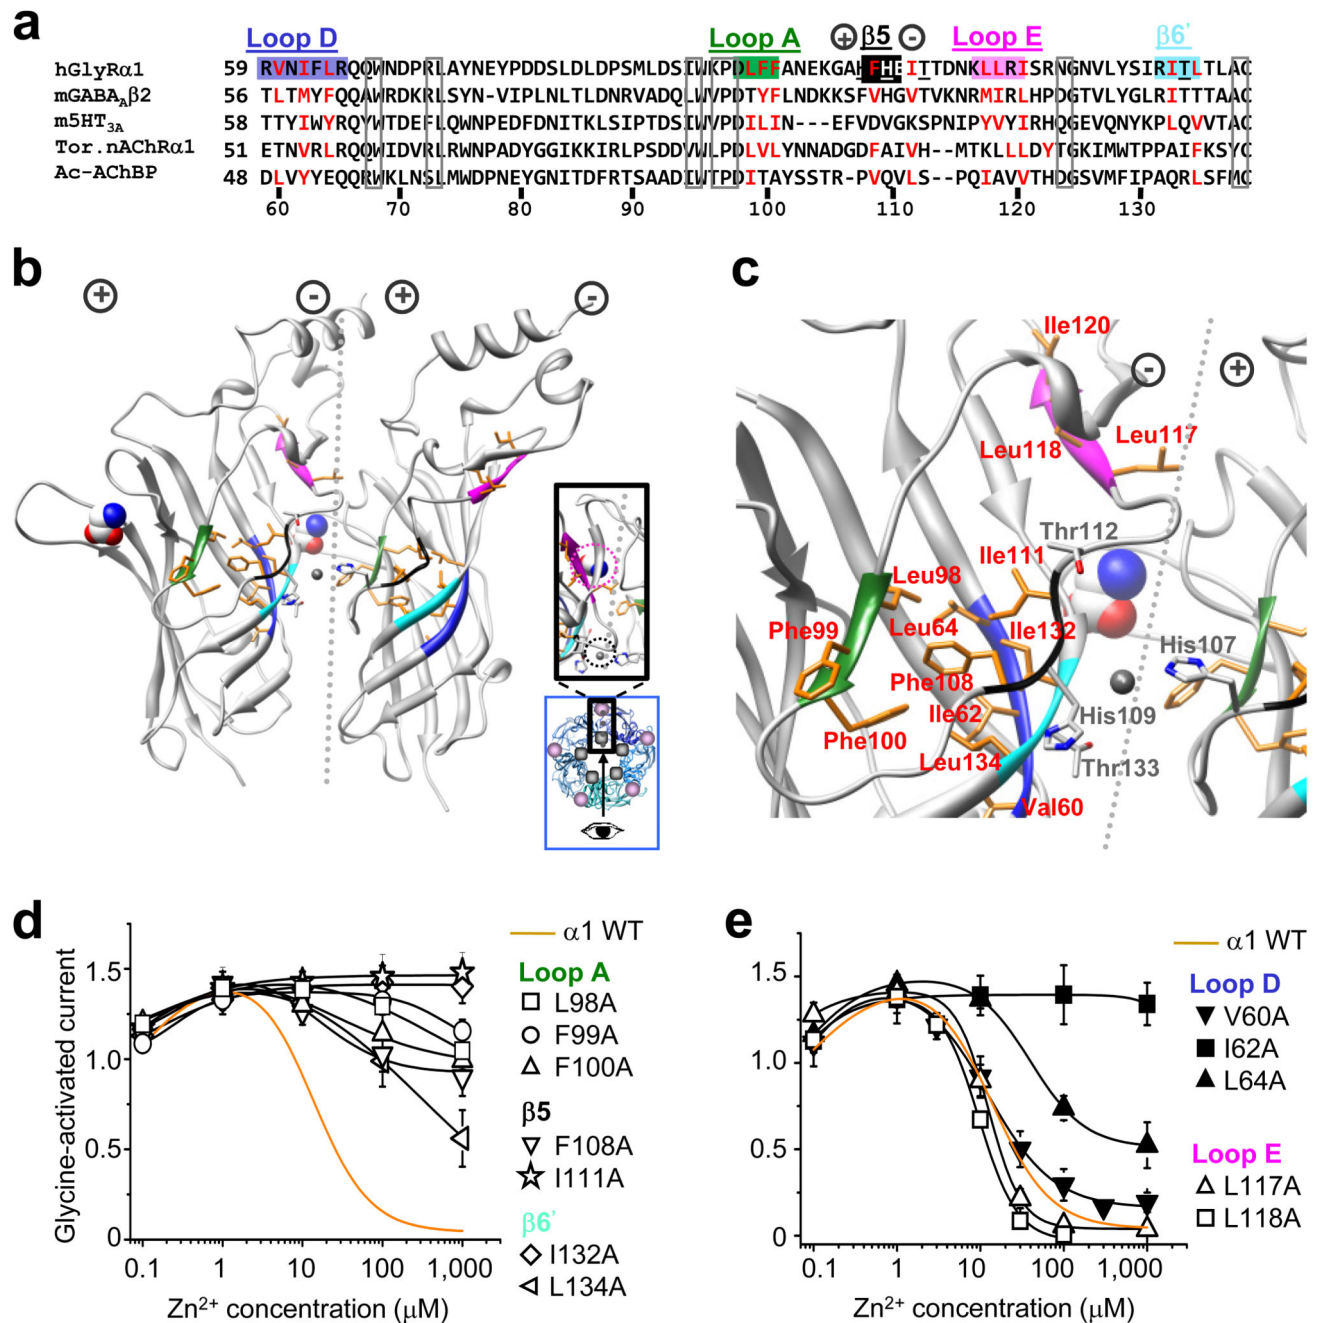 a
Loop D Loop A + β5 - Loop E β6'
hGlyRα1 59 RVNIFLRQQWNDPRLAYNEYPDDSLDLDPSMLDSIWKPDLFFANEKGAHFHEITTDNKLLRISRNGNVLYSIRITLTLAC
mGABAAβ2 56 TLTMYFQQAWRDKRLSYN-VIPLNLTLDNRVADQLWVPDTYFLNDKKSFVHGVTVKNRMIRLHPDGTVLYGLRITTTAAC
m5HT3A 58 TTYIWYRQYWTDEFLQWNPEDFDNITKLSIPTDSIWVPDILIN---EFVDVGKSPNIPYVYIRHQGEVQNYKPLQVVTAC
Tor.nAChRα1 51 ETNVRLRQQWIDVRLRWNPADYGGIKKIRLPSDDVWLPDLVLYNNADGDFAIVH--MTKLLLDYTGKIMWTPPAIFKSYC
Ac-AChBP 48 DLVYYEQQRWKLNSLMWDPNEYGNITDFRTSAADIWTPDITAYSSTR-PVQVLS--PQIAVVTHDGSVMFIPAQRLSFMC
60 70 80 90 100 110 120 130
b
+ - + -
c
Ile120
- +
Leu118 Leu117
Thr112
Ile111
Leu98
Phe99 Leu64 Ile132
His107
Phe108
Ile62 His109
Phe100
Leu134 Thr133
Val60
d
Glycine-activated current
1.5
1.0
0.5
0
0.1 1 10 100 1,000
Zn2+ concentration (μM)
α1 WT
Loop A
L98A
F99A
F100A
β5
F108A
I111A
β6'
I132A
L134A
e
1.5
1.0
0.5
0
0.1 1 10 100 1,000
Zn2+ concentration (μM)
α1 WT
Loop D
V60A
I62A
L64A
Loop E
L117A
L118A